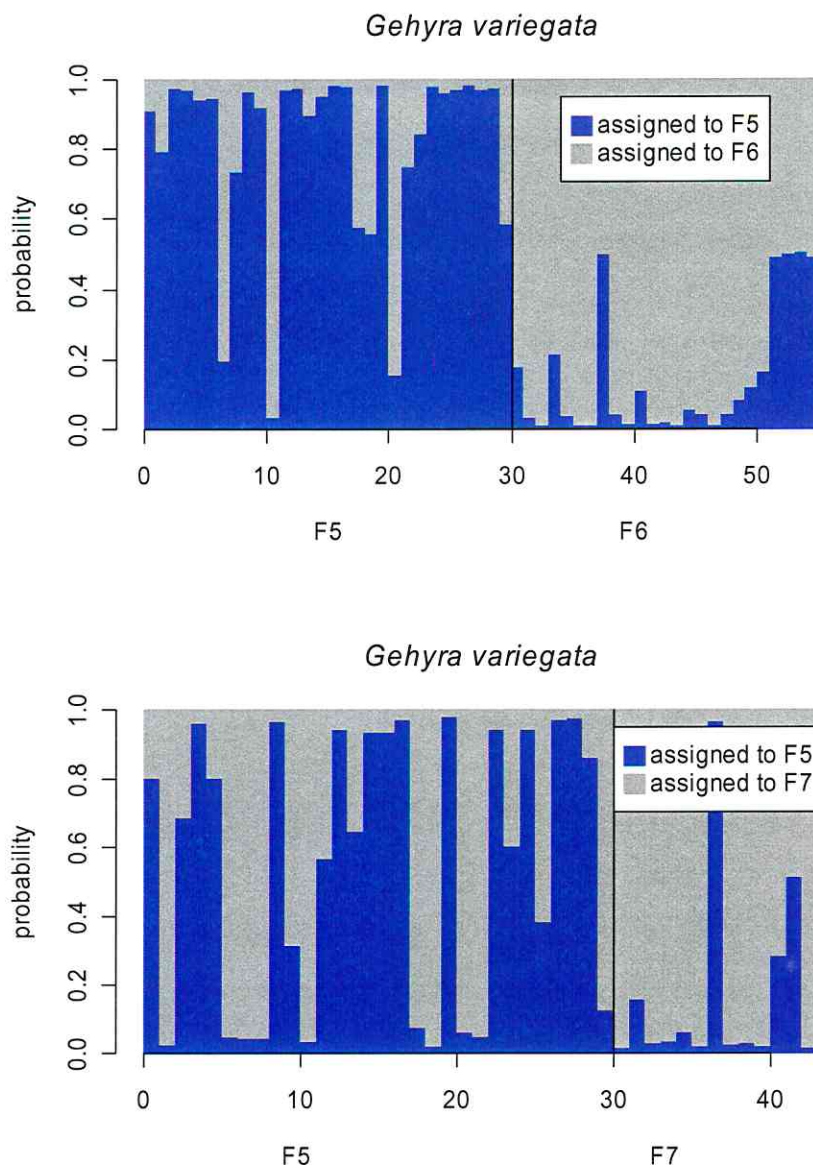 Gehyra variegata
1.0
0.8
0.6
0.4
0.2
0.0
probability
assigned to F5
assigned to F6
0 10 20 30 40 50
F5 F6
Gehyra variegata
1.0
0.8
0.6
0.4
0.2
0.0
probability
assigned to F5
assigned to F7
0 10 20 30 40
F5 F7